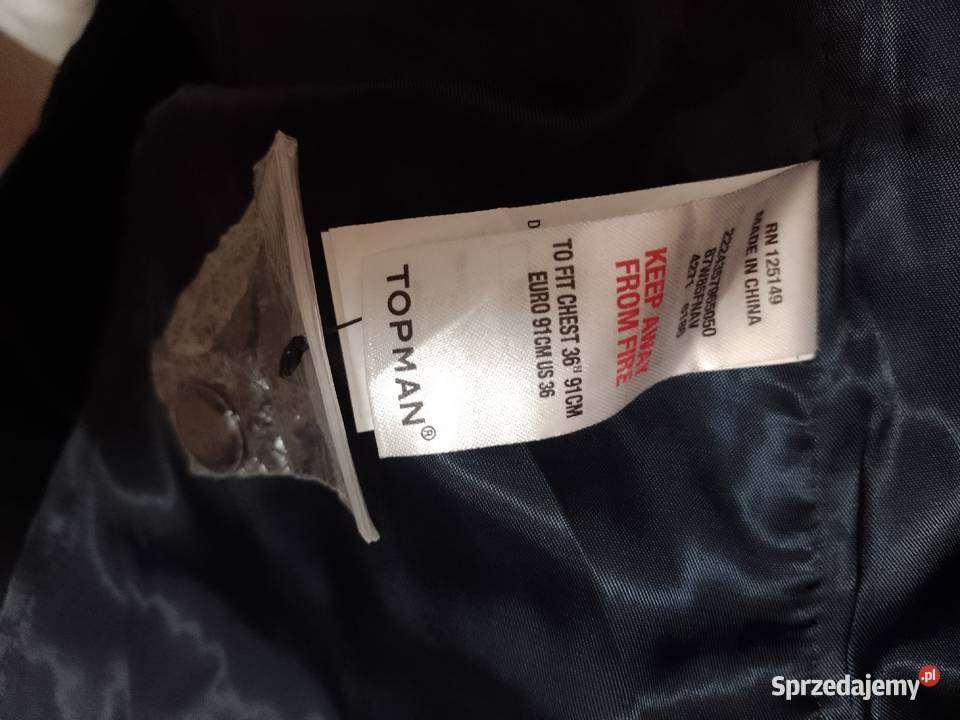 TOPMAN®
D
TO FIT CHEST 36" 91CM
EURO 91CM US 36
KEEP AWAY
FROM FIRE
87W86FNAV
RN 125149
MADE IN CHINA
Sprzedajemy.pl